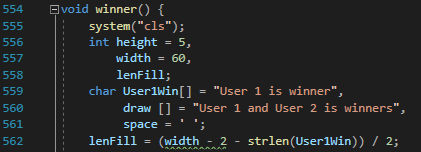 554 void winner() {
555 system("cls");
556 int height = 5,
557 width = 60,
558 lenFill;
559 char User1Win[] = "User 1 is winner",
560 draw [] = "User 1 and User 2 is winners",
561 space = ' ';
562 lenFill = (width - 2 - strlen(User1Win)) / 2;